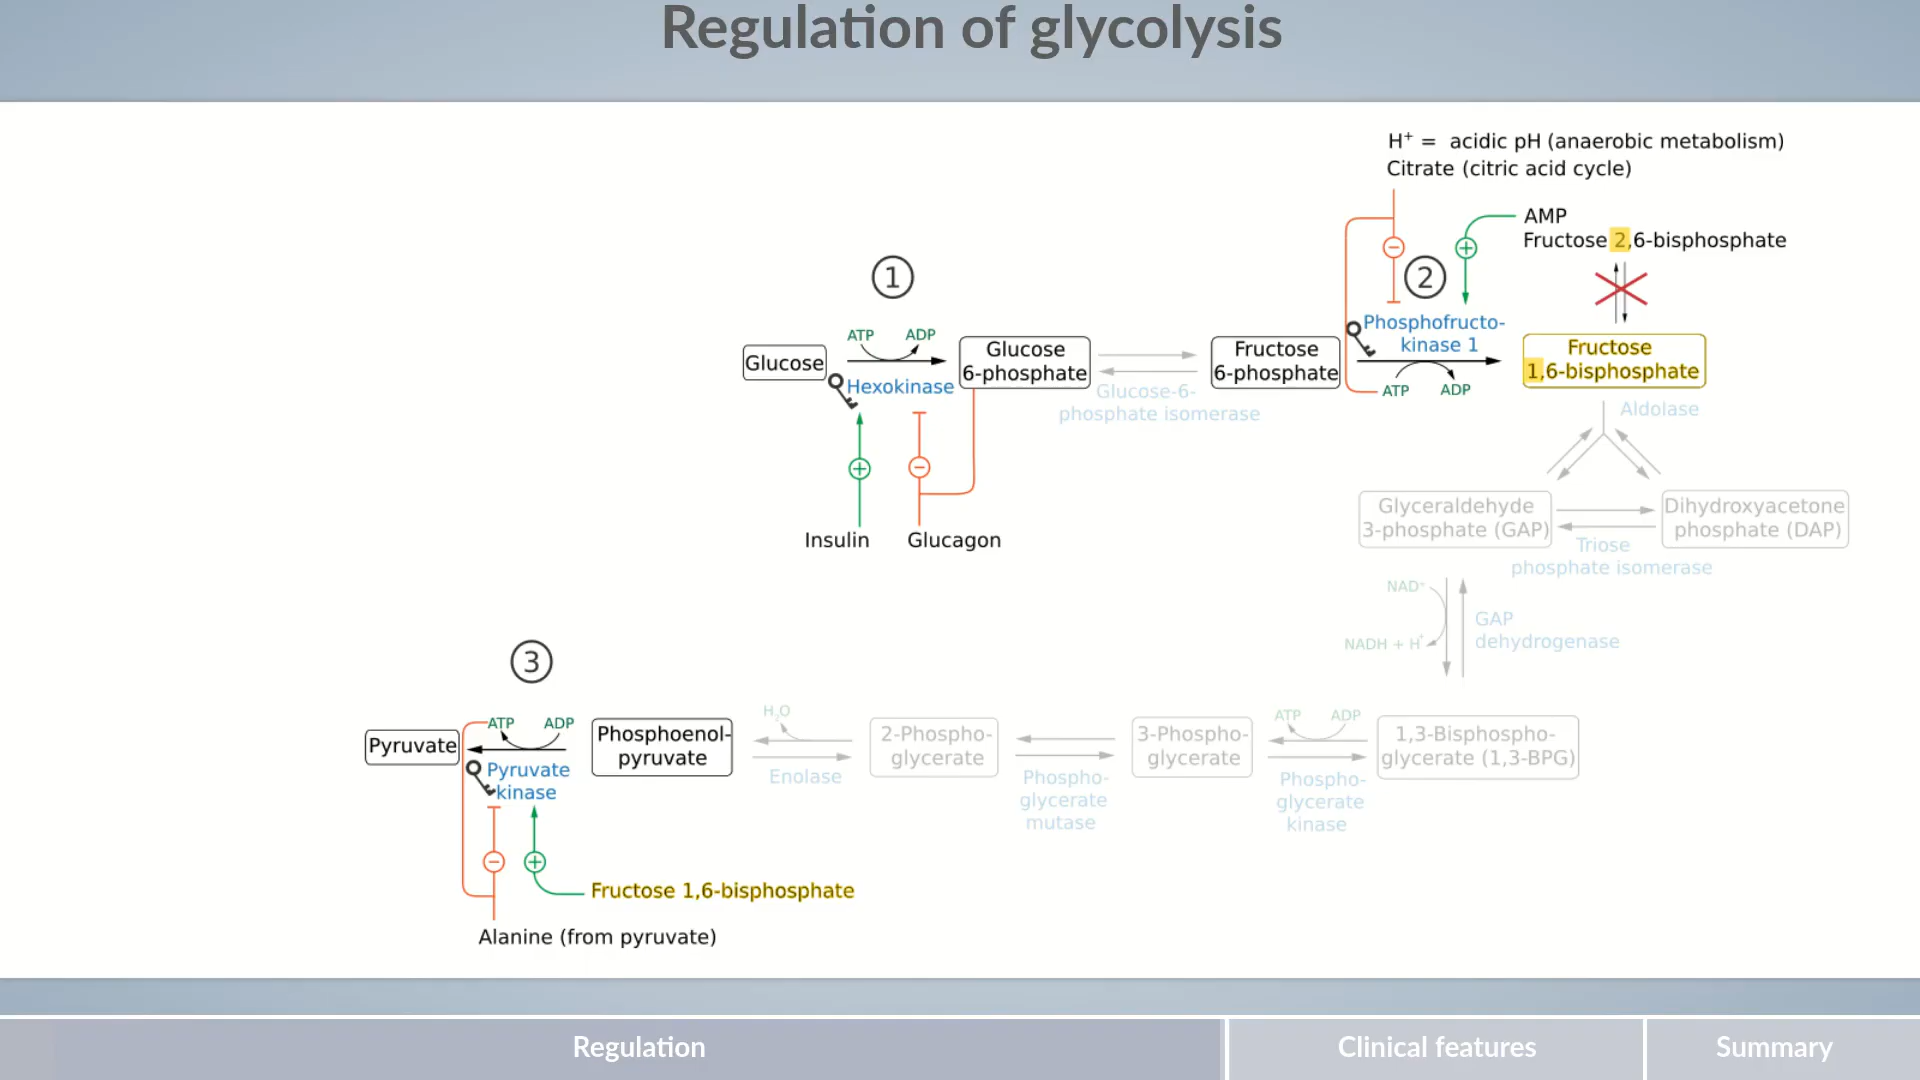 Regulation of glycolysis
H⁺ = acidic pH (anaerobic metabolism)
Citrate (citric acid cycle)
AMP
Fructose 2,6-bisphosphate
1
2
ATP
ADP
Glucose
Hexokinase
Glucose
6-phosphate
Glucose-6-
phosphate isomerase
Fructose
6-phosphate
Phosphofructo-
kinase 1
ATP
ADP
Fructose
1,6-bisphosphate
Aldolase
+
−
−
+
Insulin
Glucagon
Glyceraldehyde
3-phosphate (GAP)
Dihydroxyacetone
phosphate (DAP)
Triose
phosphate isomerase
NAD⁺
NADH + H⁺
GAP
dehydrogenase
3
ATP
ADP
Pyruvate
Pyruvate
kinase
Phosphoenol-
pyruvate
H₂O
Enolase
2-Phospho-
glycerate
Phospho-
glycerate
mutase
3-Phospho-
glycerate
ATP
ADP
Phospho-
glycerate
kinase
1,3-Bisphospho-
glycerate (1,3-BPG)
−
+
Fructose 1,6-bisphosphate
Alanine (from pyruvate)
Regulation
Clinical features
Summary